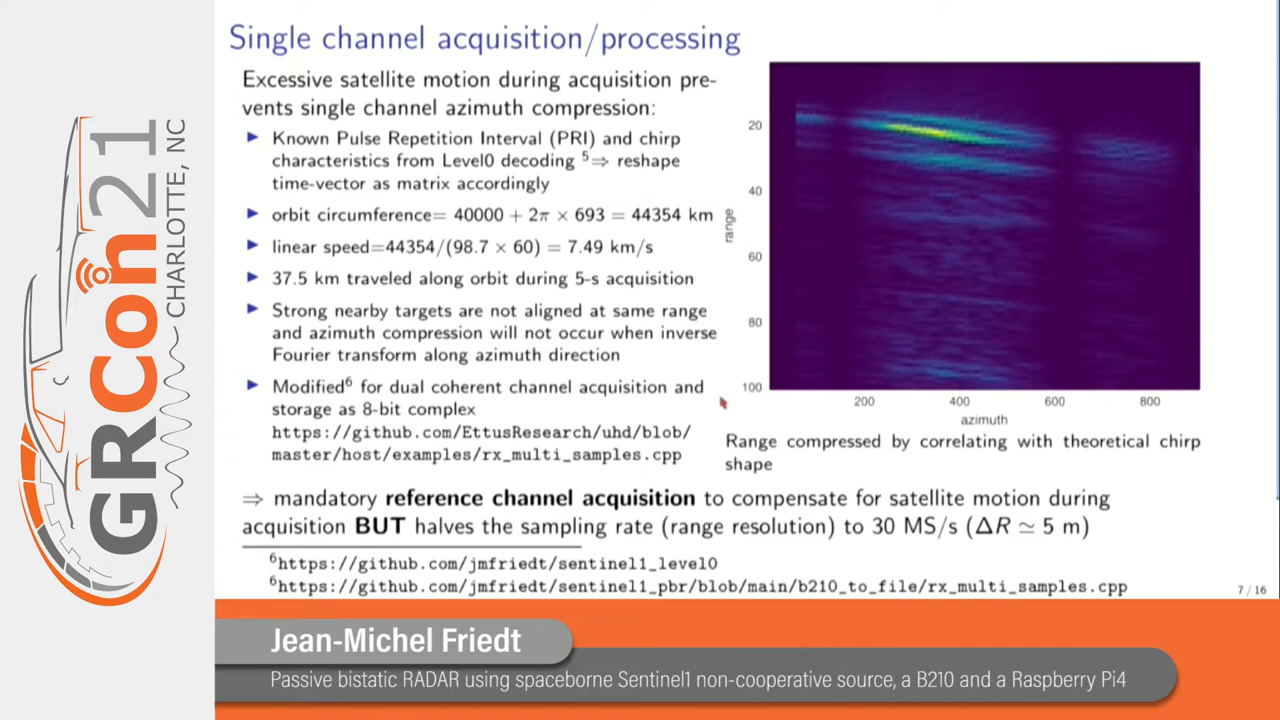 GRCon21
CHARLOTTE, NC
Single channel acquisition/processing
Excessive satellite motion during acquisition pre-
vents single channel azimuth compression:
Known Pulse Repetition Interval (PRI) and chirp
characteristics from Level0 decoding ⁵⇒ reshape
time-vector as matrix accordingly
orbit circumference= 40000 + 2π × 693 = 44354 km
linear speed=44354/(98.7 × 60) = 7.49 km/s
37.5 km traveled along orbit during 5-s acquisition
Strong nearby targets are not aligned at same range
and azimuth compression will not occur when inverse
Fourier transform along azimuth direction
Modified⁶ for dual coherent channel acquisition and
storage as 8-bit complex
https://github.com/EttusResearch/uhd/blob/
master/host/examples/rx_multi_samples.cpp
range
20
40
60
80
100
200
400
600
800
azimuth
Range compressed by correlating with theoretical chirp
shape
⇒ mandatory reference channel acquisition to compensate for satellite motion during
acquisition BUT halves the sampling rate (range resolution) to 30 MS/s (ΔR ≃ 5 m)
⁶https://github.com/jmfriedt/sentinel1_level0
⁶https://github.com/jmfriedt/sentinel1_pbr/blob/main/b210_to_file/rx_multi_samples.cpp
7 / 16
Jean-Michel Friedt
Passive bistatic RADAR using spaceborne Sentinel1 non-cooperative source, a B210 and a Raspberry Pi4